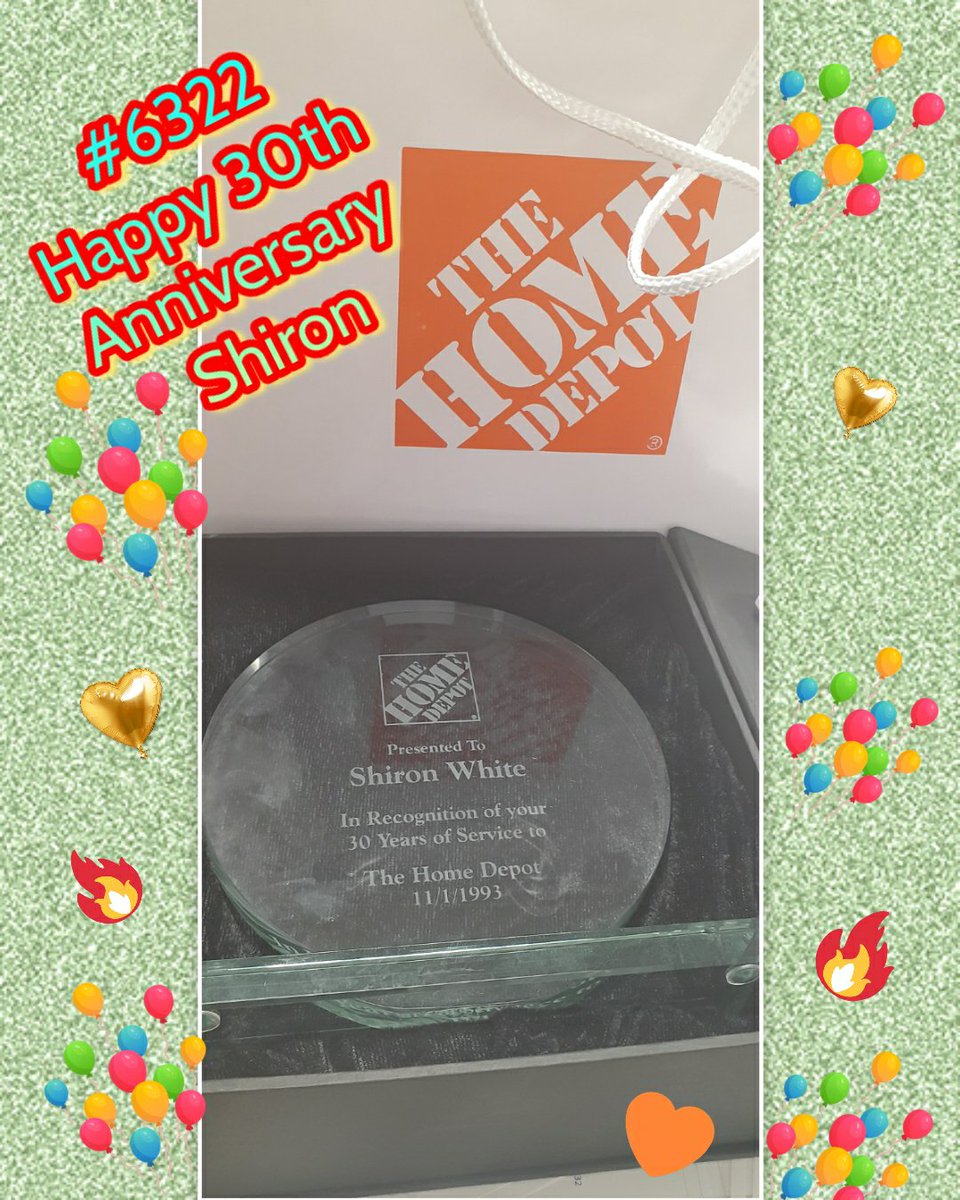 #6322
Happy 30th
Anniversary
Shiron
THE
HOME
DEPOT
®
THE
HOME
DEPOT
Presented To
Shiron White
In Recognition of your
30 Years of Service to
The Home Depot
11/1/1993